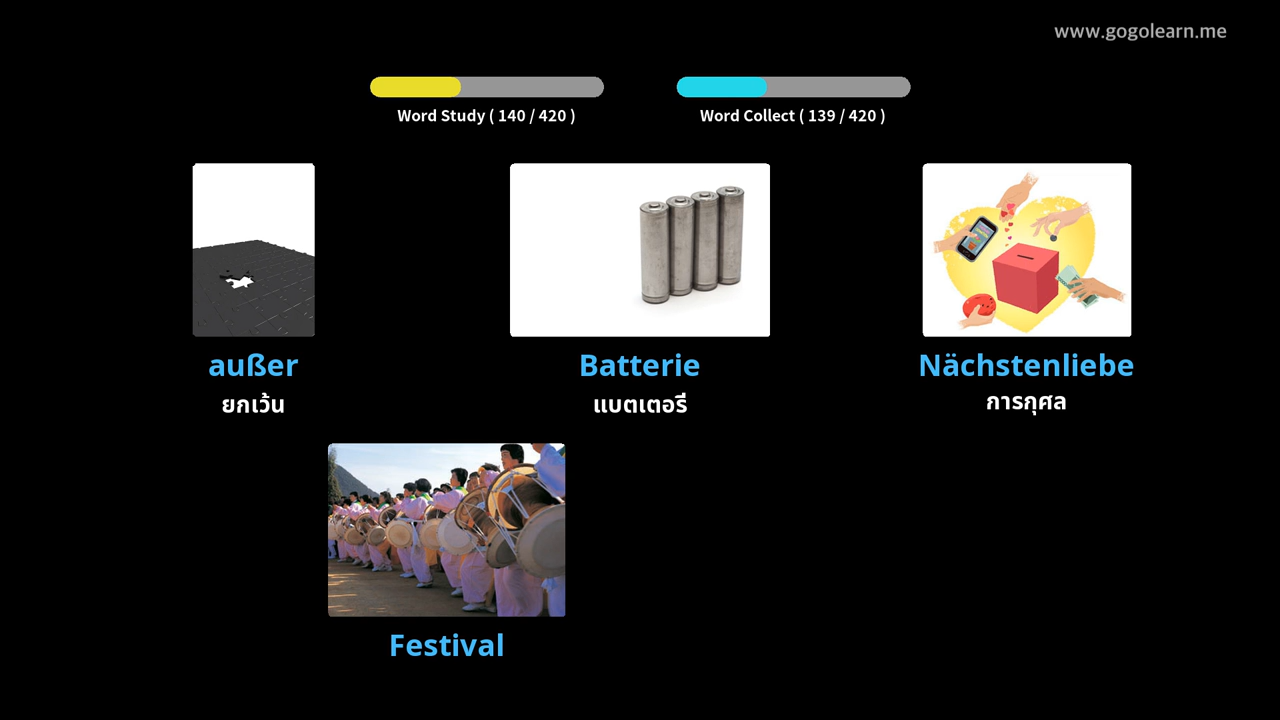 www.gogolearn.me
Word Study ( 140 / 420 )
Word Collect ( 139 / 420 )
außer
Batterie
Nächstenliebe
ยกเว้น
แบตเตอรี่
การกุศล
Festival